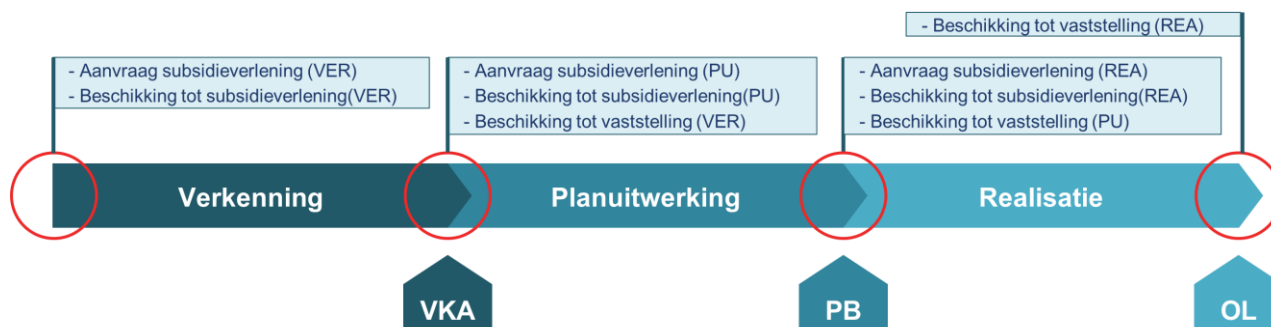 - Beschikking tot vaststelling (REA)
- Aanvraag subsidieverlening (VER)
- Beschikking tot subsidieverlening(VER)
- Aanvraag subsidieverlening (PU)
- Beschikking tot subsidieverlening(PU)
- Beschikking tot vaststelling (VER)
- Aanvraag subsidieverlening (REA)
- Beschikking tot subsidieverlening(REA)
- Beschikking tot vaststelling (PU)
Verkenning
Planuitwerking
Realisatie
VKA
PB
OL